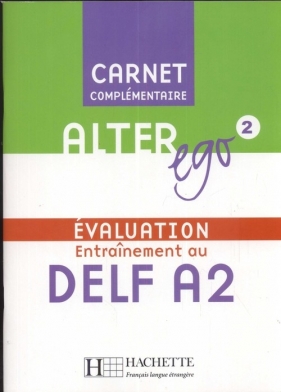 CARNET
COMPLÉMENTAIRE
ALTER ego 2
ÉVALUATION
Entraînement au
DELF A2
H HACHETTE
Français langue étrangère